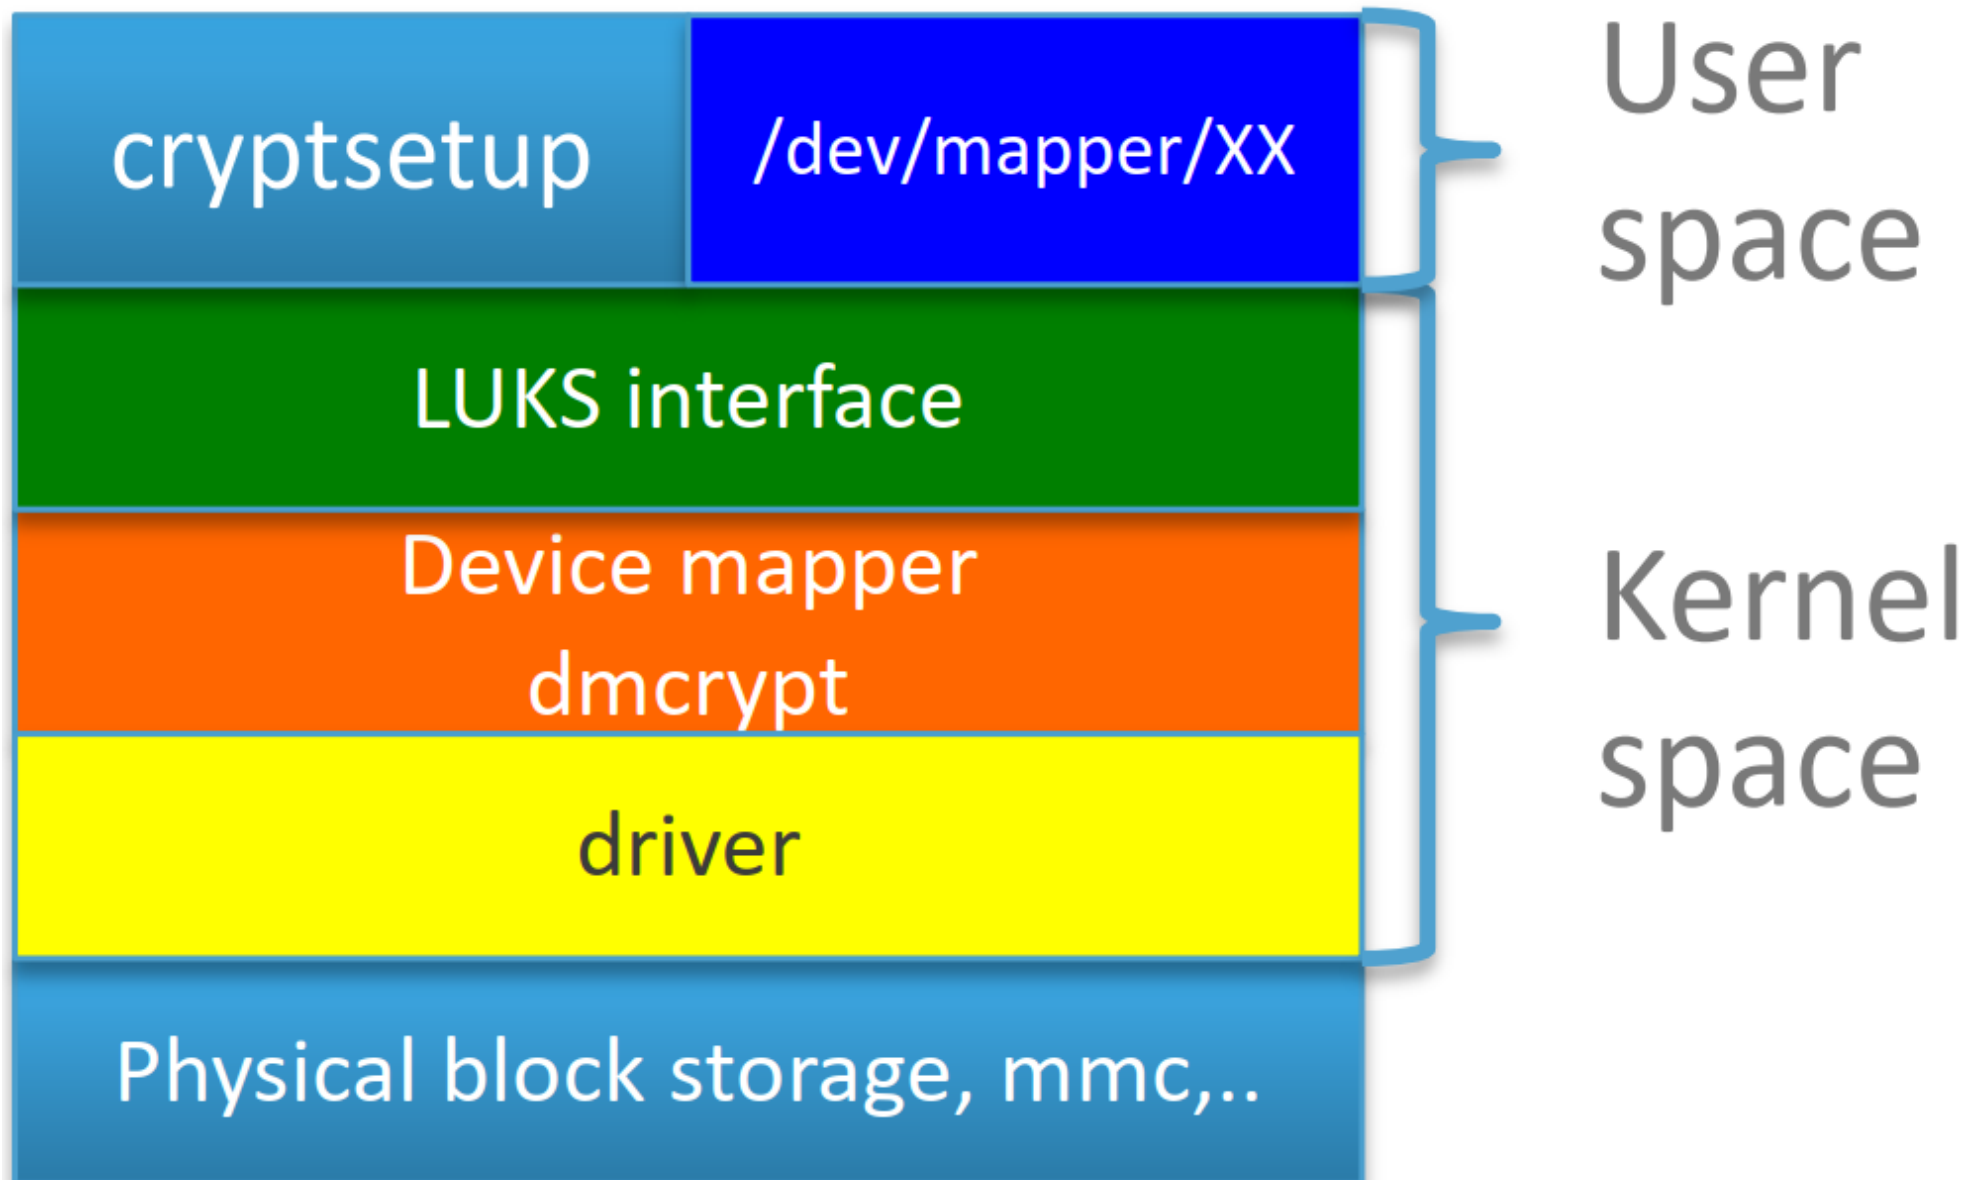 cryptsetup
/dev/mapper/XX
User
space
LUKS interface
Device mapper
dmcrypt
Kernel
space
driver
Physical block storage, mmc,..